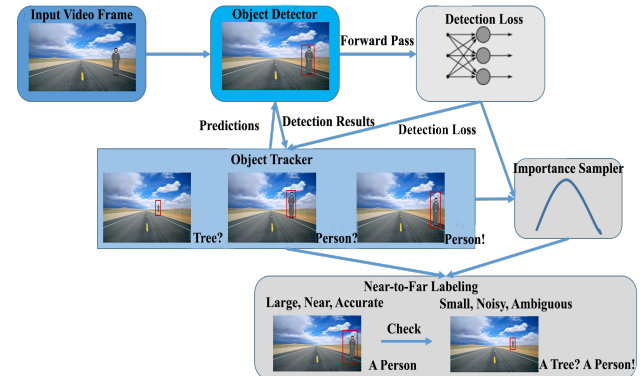 Input Video Frame
Object Detector
Detection Loss
Forward Pass
Predictions
Detection Results
Detection Loss
Object Tracker
Importance Sampler
Tree?
Person?
Person!
Near-to-Far Labeling
Large, Near, Accurate
Small, Noisy, Ambiguous
Check
A Person
A Tree? A Person!